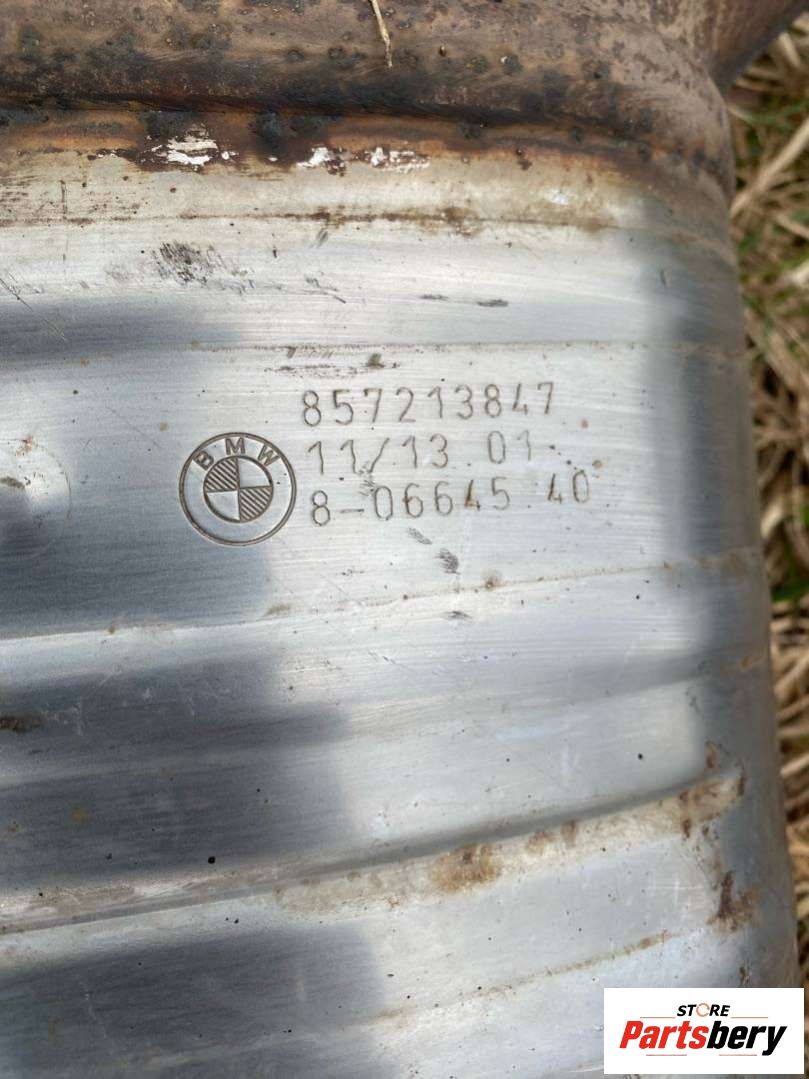 857213847
BMW
11/13.01
8-06645 40
STORE
Partsbery